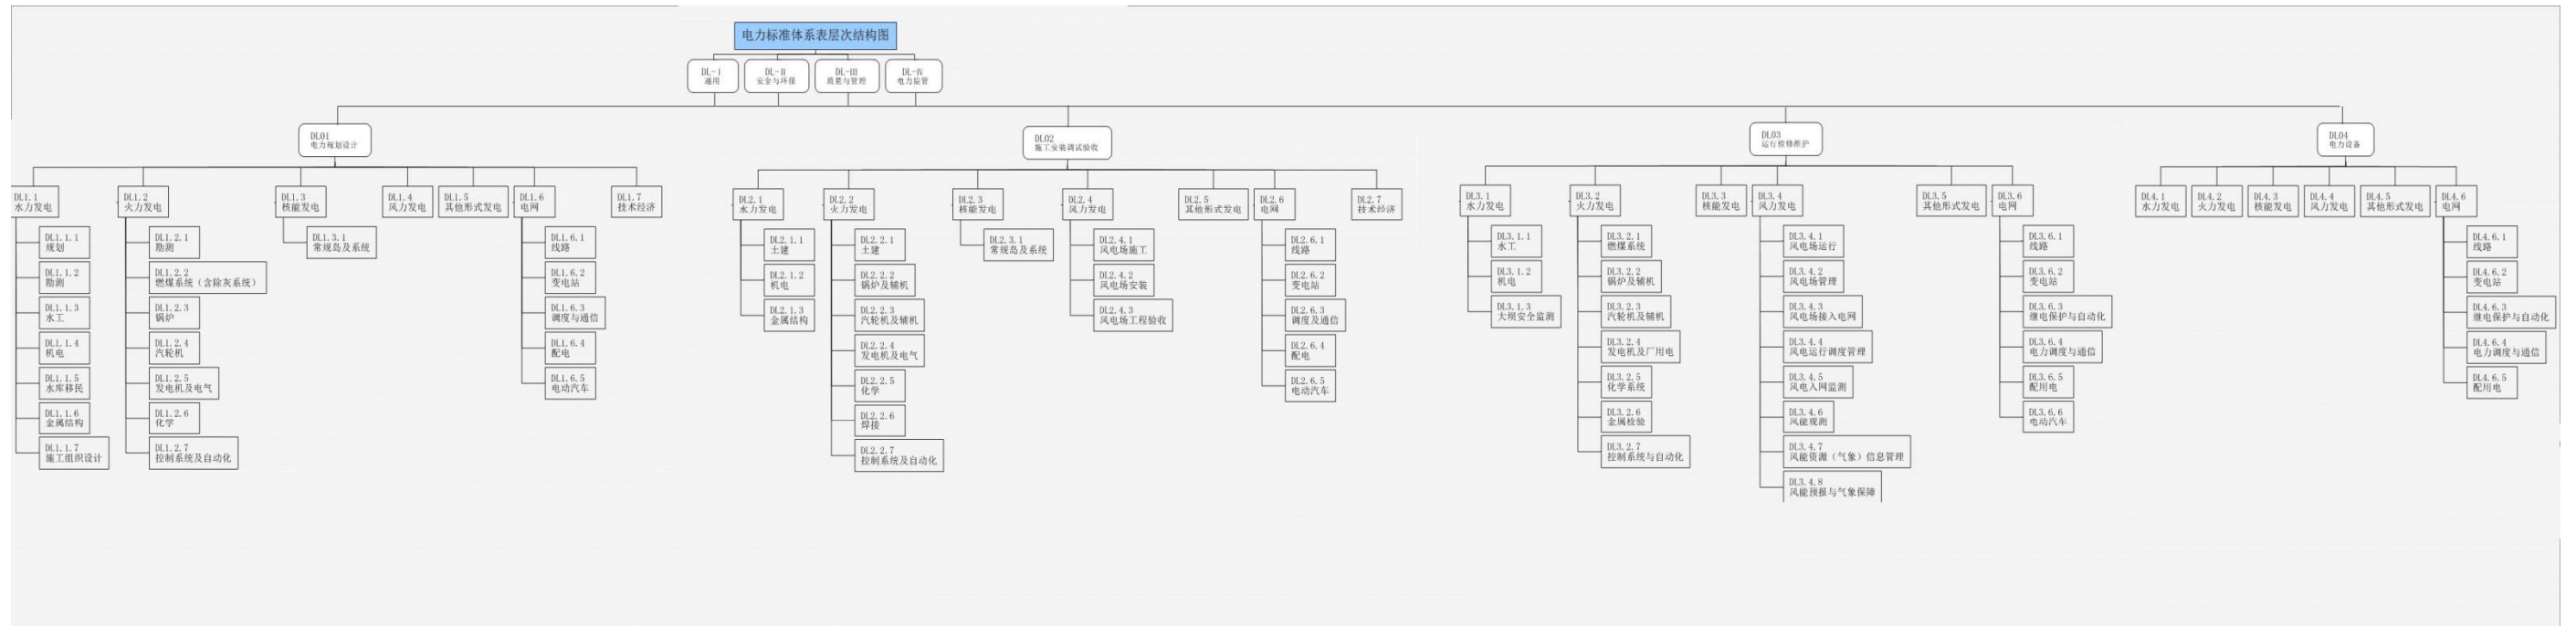 电力标准体系表层次结构图
DL-Ⅰ
通用
DL-Ⅱ
安全与环保
DL-Ⅲ
质量与管理
DL-Ⅳ
电力监管
DL01
电力规划设计
DL02
施工安装调试验收
DL03
运行检修维护
DL04
电力设备
DL1.1
水力发电
DL1.2
火力发电
DL1.3
核能发电
DL1.4
风力发电
DL1.5
其他形式发电
DL1.6
电网
DL1.7
技术经济
DL1.1.1
规划
DL1.1.2
勘测
DL1.1.3
水工
DL1.1.4
机电
DL1.1.5
水库移民
DL1.1.6
金属结构
DL1.1.7
施工组织设计
DL1.2.1
勘测
DL1.2.2
燃煤系统（含除灰系统）
DL1.2.3
锅炉
DL1.2.4
汽轮机
DL1.2.5
发电机及电气
DL1.2.6
化学
DL1.2.7
控制系统及自动化
DL1.3.1
常规岛及系统
DL1.6.1
线路
DL1.6.2
变电站
DL1.6.3
调度与通信
DL1.6.4
配电
DL1.6.5
电动汽车
DL2.1
水力发电
DL2.2
火力发电
DL2.3
核能发电
DL2.4
风力发电
DL2.5
其他形式发电
DL2.6
电网
DL2.7
技术经济
DL2.1.1
土建
DL2.1.2
机电
DL2.1.3
金属结构
DL2.2.1
土建
DL2.2.2
锅炉及辅机
DL2.2.3
汽轮机及辅机
DL2.2.4
发电机及电气
DL2.2.5
化学
DL2.2.6
焊接
DL2.2.7
控制系统及自动化
DL2.3.1
常规岛及系统
DL2.4.1
风电场施工
DL2.4.2
风电场安装
DL2.4.3
风电场工程验收
DL2.6.1
线路
DL2.6.2
变电站
DL2.6.3
调度及通信
DL2.6.4
配电
DL2.6.5
电动汽车
DL3.1
水力发电
DL3.2
火力发电
DL3.3
核能发电
DL3.4
风力发电
DL3.5
其他形式发电
DL3.6
电网
DL3.1.1
水工
DL3.1.2
机电
DL3.1.3
大坝安全监测
DL3.2.1
燃煤系统
DL3.2.2
锅炉及辅机
DL3.2.3
汽轮机及辅机
DL3.2.4
发电机及厂用电
DL3.2.5
化学系统
DL3.2.6
金属检验
DL3.2.7
控制系统与自动化
DL3.4.1
风电场运行
DL3.4.2
风电场管理
DL3.4.3
风电场接入电网
DL3.4.4
风电运行调度管理
DL3.4.5
风电入网监测
DL3.4.6
风能观测
DL3.4.7
风能资源（气象）信息管理
DL3.4.8
风能预报与气象保障
DL3.6.1
线路
DL3.6.2
变电站
DL3.6.3
继电保护与自动化
DL3.6.4
电力调度与通信
DL3.6.5
配用电
DL3.6.6
电动汽车
DL4.1
水力发电
DL4.2
火力发电
DL4.3
核能发电
DL4.4
风力发电
DL4.5
其他形式发电
DL4.6
电网
DL4.6.1
线路
DL4.6.2
变电站
DL4.6.3
继电保护与自动化
DL4.6.4
电力调度与通信
DL4.6.5
配用电